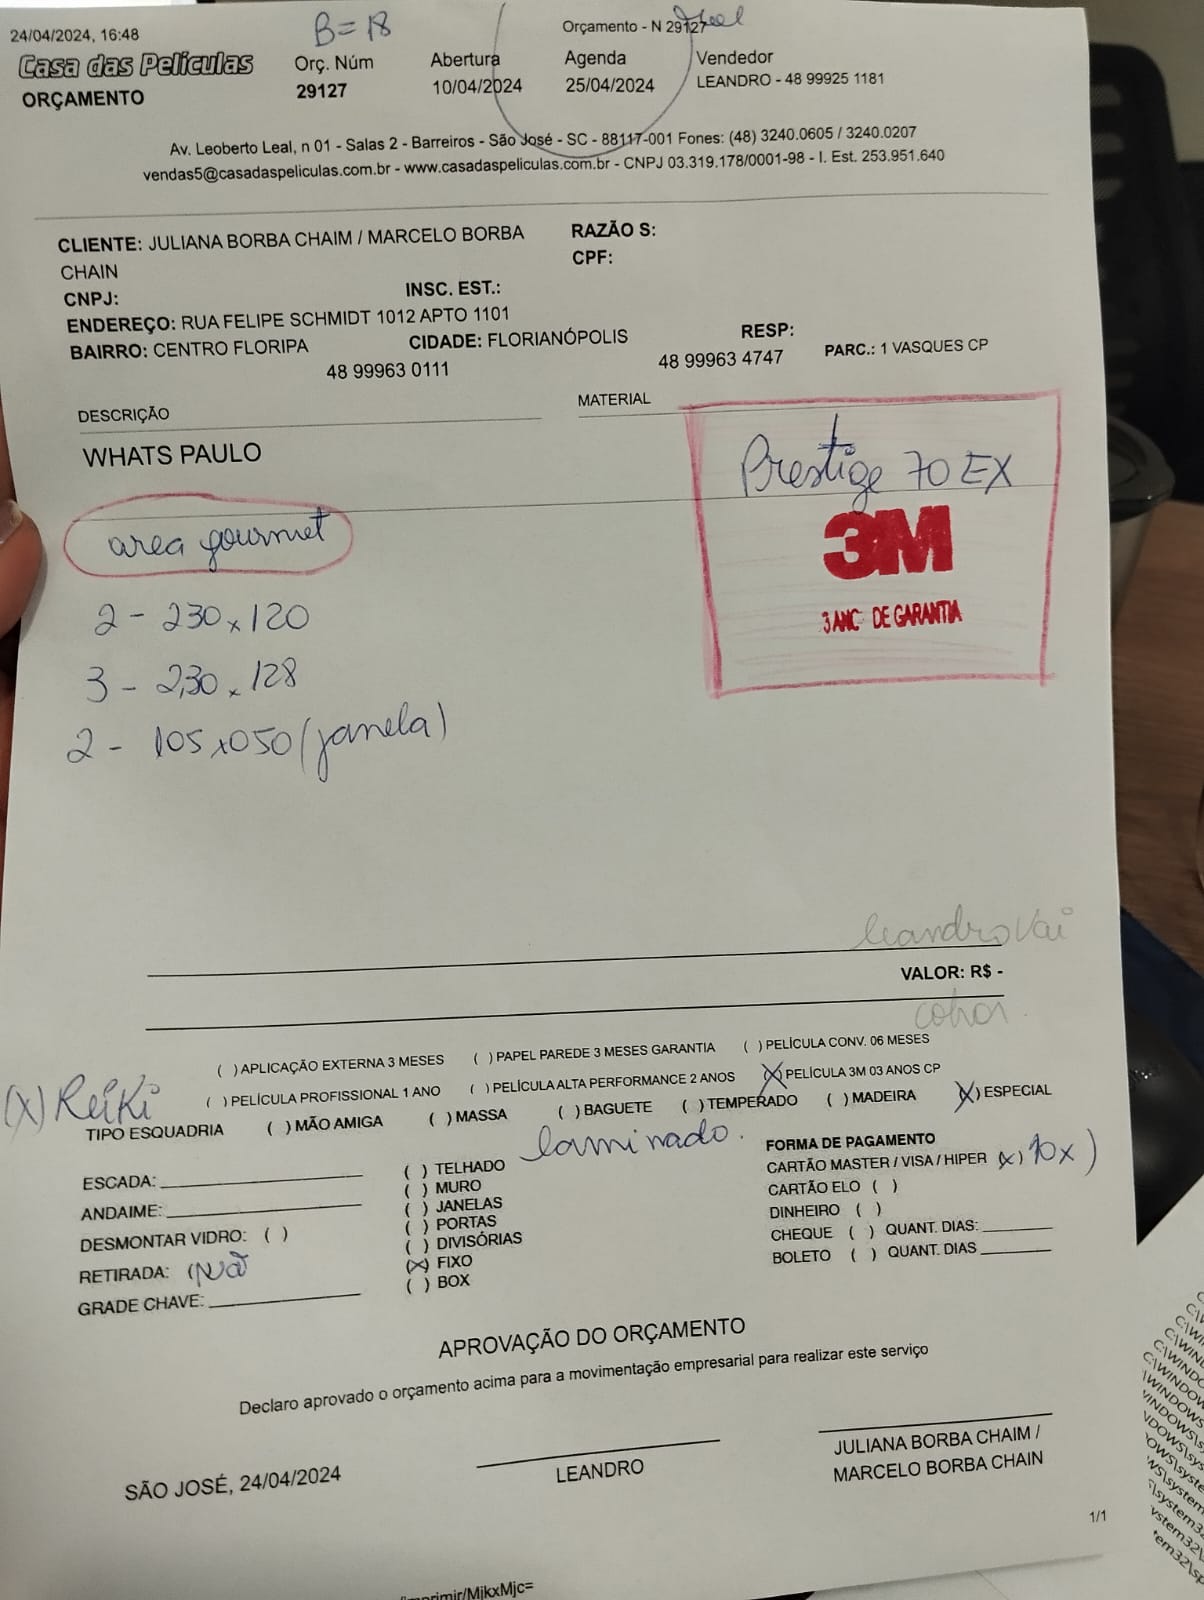 24/04/2024, 16:48
B = 18
Orçamento - N 29127
Casa das Películas
Orç. Núm
Abertura
Agenda
Vendedor
ORÇAMENTO
29127
10/04/2024
25/04/2024
LEANDRO - 48 99925 1181
Av. Leoberto Leal, n 01 - Salas 2 - Barreiros - São José - SC - 88117-001 Fones: (48) 3240.0605 / 3240.0207
vendas5@casadaspeliculas.com.br - www.casadaspeliculas.com.br - CNPJ 03.319.178/0001-98 - I. Est. 253.951.640
CLIENTE: JULIANA BORBA CHAIM / MARCELO BORBA CHAIN
RAZÃO S:
CPF:
CNPJ:
INSC. EST.:
ENDEREÇO: RUA FELIPE SCHMIDT 1012 APTO 1101
BAIRRO: CENTRO FLORIPA
CIDADE: FLORIANÓPOLIS
RESP:
48 99963 0111
48 99963 4747
PARC.: 1 VASQUES CP
DESCRIÇÃO
MATERIAL
WHATS PAULO
Prestige 70 EX
3M
3 ANC DE GARANTIA
area gourmet
2 - 230 x 120
3 - 2,30 x 128
2 - 105 x 050 (janela)
leandro Vai
VALOR: R$ -
cobrar
( ) APLICAÇÃO EXTERNA 3 MESES ( ) PAPEL PAREDE 3 MESES GARANTIA ( ) PELÍCULA CONV. 06 MESES
(X) Reiki
( ) PELÍCULA PROFISSIONAL 1 ANO ( ) PELÍCULA ALTA PERFORMANCE 2 ANOS (X) PELÍCULA 3M 03 ANOS CP
TIPO ESQUADRIA ( ) MÃO AMIGA ( ) MASSA ( ) BAGUETE ( ) TEMPERADO ( ) MADEIRA (X) ESPECIAL
laminado.
ESCADA:
ANDAIME:
DESMONTAR VIDRO: ( )
RETIRADA: (Não
GRADE CHAVE:
( ) TELHADO
( ) MURO
( ) JANELAS
( ) PORTAS
( ) DIVISÓRIAS
(X) FIXO
( ) BOX
FORMA DE PAGAMENTO
CARTÃO MASTER / VISA / HIPER (x) 10x )
CARTÃO ELO ( )
DINHEIRO ( )
CHEQUE ( ) QUANT. DIAS:
BOLETO ( ) QUANT. DIAS
APROVAÇÃO DO ORÇAMENTO
Declaro aprovado o orçamento acima para a movimentação empresarial para realizar este serviço
SÃO JOSÉ, 24/04/2024
LEANDRO
JULIANA BORBA CHAIM /
MARCELO BORBA CHAIN
1/1